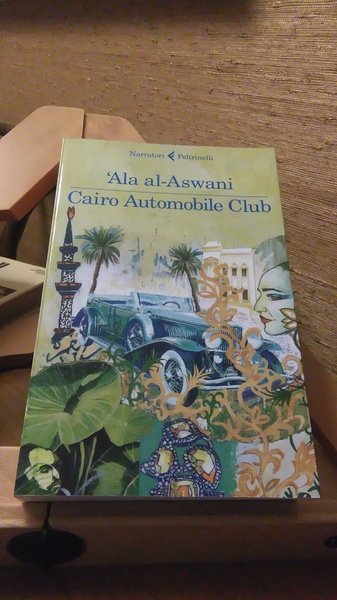 Narratori Feltrinelli
‘Ala al-Aswani
Cairo Automobile Club